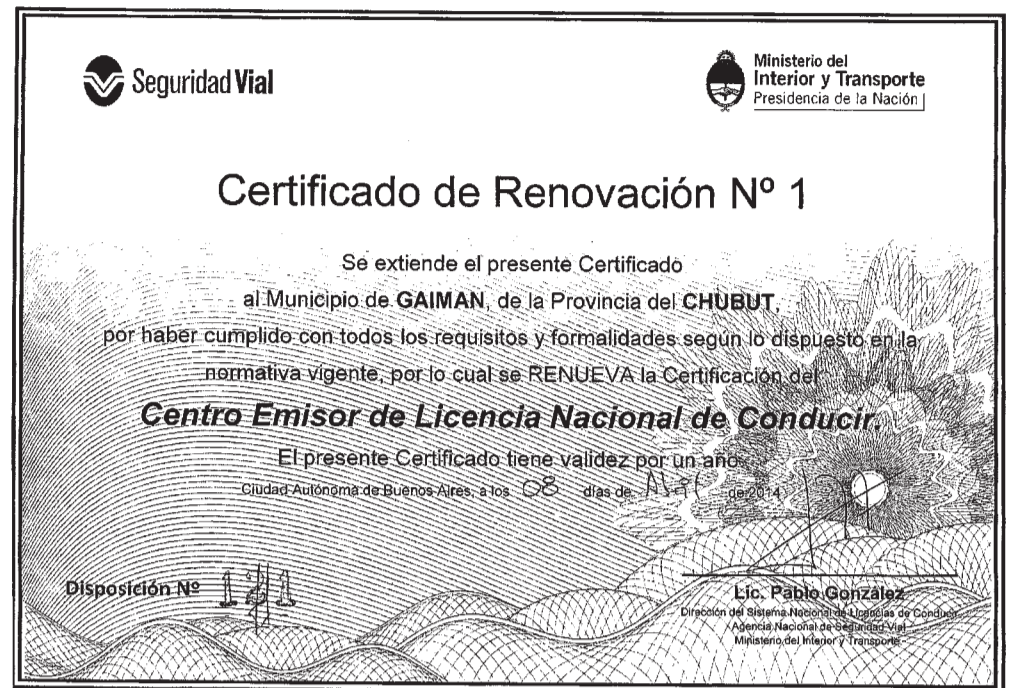 Seguridad Vial
Ministerio del
Interior y Transporte
Presidencia de la Nación
Certificado de Renovación Nº 1
Se extiende el presente Certificado
al Municipio de GAIMAN, de la Provincia del CHUBUT,
por haber cumplido con todos los requisitos y formalidades según lo dispuesto en la
normativa vigente, por lo cual se RENUEVA la Certificación del
Centro Emisor de Licencia Nacional de Conducir.
El presente Certificado tiene validez por un año.
Ciudad Autónoma de Buenos Aires, a los 08 días de de 2014
Disposición Nº
Lic. Pablo González
Dirección del Sistema Nacional de Licencias de Conducir
Agencia Nacional de Seguridad Vial
Ministerio del Interior y Transporte